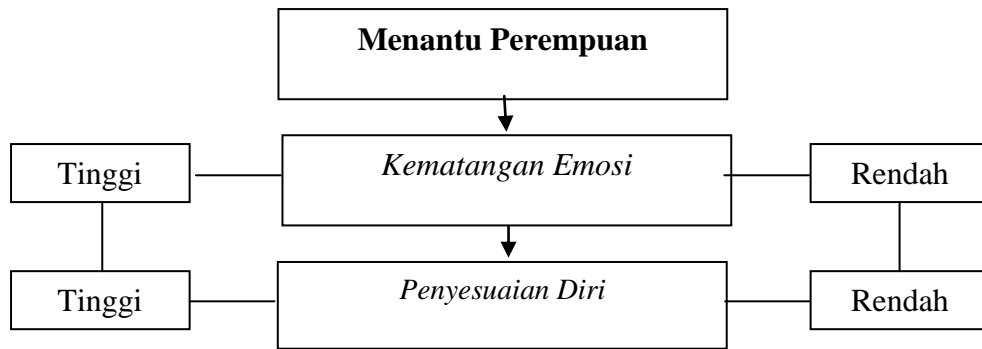 Menantu Perempuan
Tinggi
Kematangan Emosi
Rendah
Tinggi
Penyesuaian Diri
Rendah